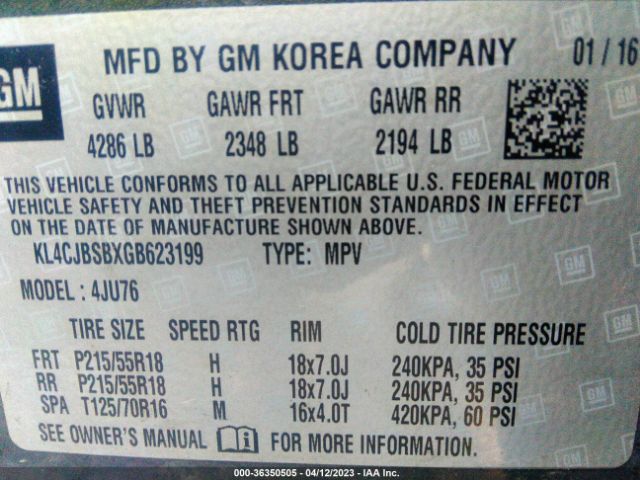 GM
MFD BY GM KOREA COMPANY 01 / 16
GVWR GAWR FRT GAWR RR
4286 LB 2348 LB 2194 LB
THIS VEHICLE CONFORMS TO ALL APPLICABLE U.S. FEDERAL MOTOR
VEHICLE SAFETY AND THEFT PREVENTION STANDARDS IN EFFECT
ON THE DATE OF MANUFACTURE SHOWN ABOVE.
KL4CJBSBXGB623199 TYPE: MPV
MODEL : 4JU76
TIRE SIZE SPEED RTG RIM COLD TIRE PRESSURE
FRT P215/55R18 H 18x7.0J 240KPA, 35 PSI
RR P215/55R18 H 18x7.0J 240KPA, 35 PSI
SPA T125/70R16 M 16x4.0T 420KPA, 60 PSI
SEE OWNER'S MANUAL FOR MORE INFORMATION.
000-36350505 - 04/12/2023 - IAA Inc.